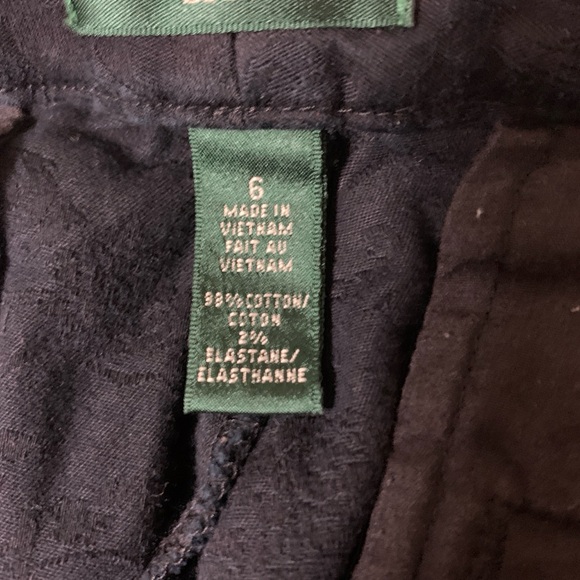 6
MADE IN
VIETNAM
FAIT AU
VIETNAM
98% COTTON/
COTON
2%
ELASTANE/
ELASTHANNE